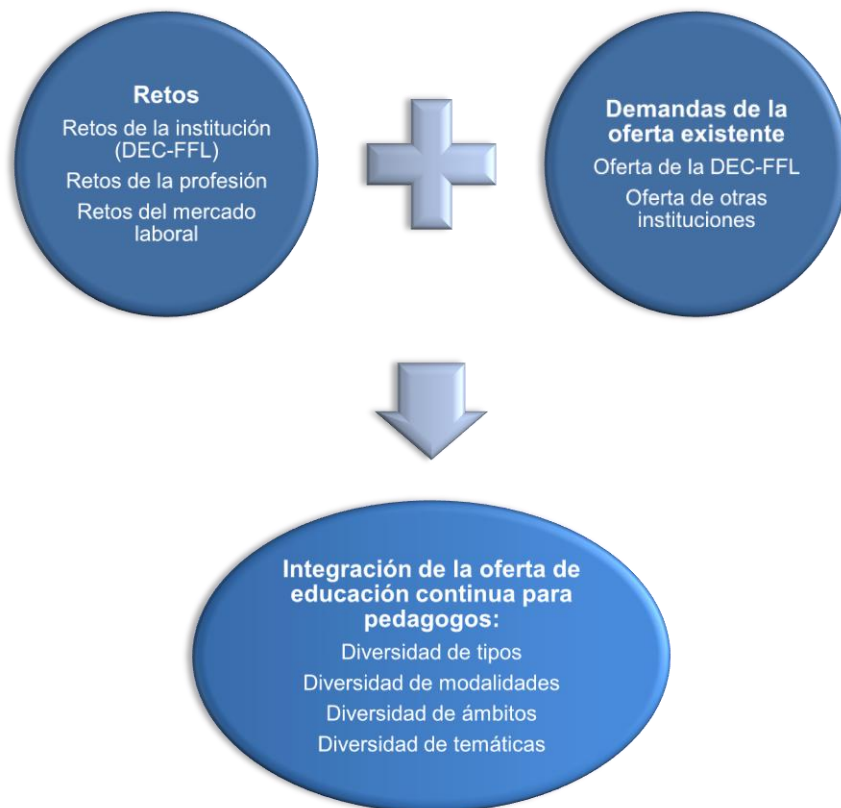 Retos
Retos de la institución
(DEC-FFL)
Retos de la profesión
Retos del mercado
laboral
Demandas de la
oferta existente
Oferta de la DEC-FFL
Oferta de otras
instituciones
Integración de la oferta de
educación continua para
pedagogos:
Diversidad de tipos
Diversidad de modalidades
Diversidad de ámbitos
Diversidad de temáticas